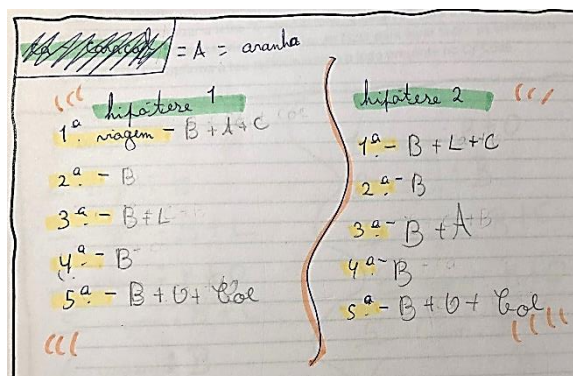 = A = aranha
hipótese 1
1ª viagem - B + A + C
2ª - B
3ª - B + L
4ª - B
5ª - B + O + Col
hipótese 2
1ª - B + L + C
2ª - B
3ª - B + A
4ª - B
5ª - B + O + Col